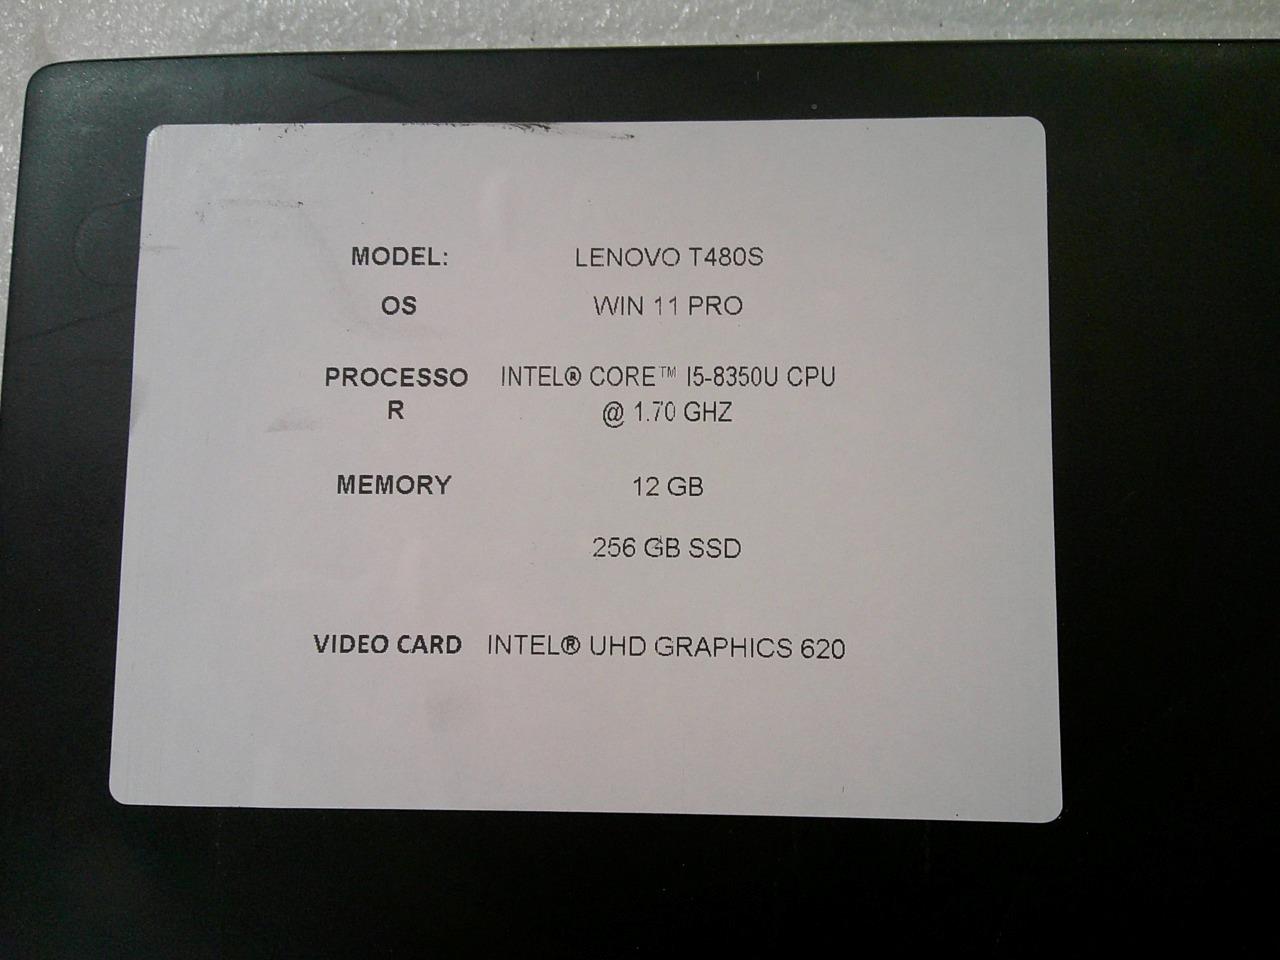 MODEL: LENOVO T480S
OS WIN 11 PRO
PROCESSO INTEL® CORE™ I5-8350U CPU
R @ 1.70 GHZ
MEMORY 12 GB
256 GB SSD
VIDEO CARD INTEL® UHD GRAPHICS 620